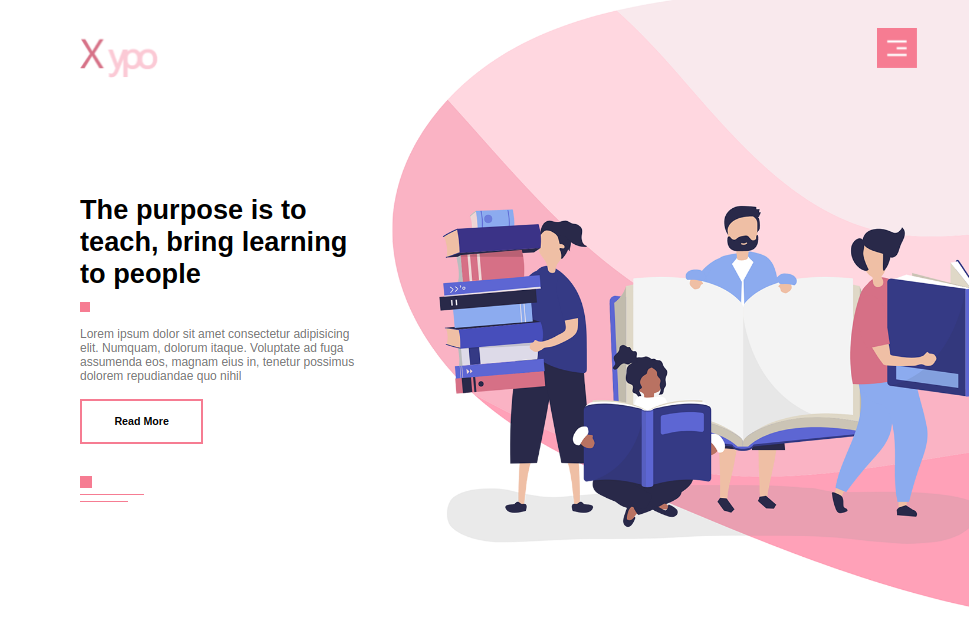 X ypo
The purpose is to
teach, bring learning
to people
Lorem ipsum dolor sit amet consectetur adipisicing
elit. Numquam, dolorum itaque. Voluptate ad fuga
assumenda eos, magnam eius in, tenetur possimus
dolorem repudiandae quo nihil
Read More